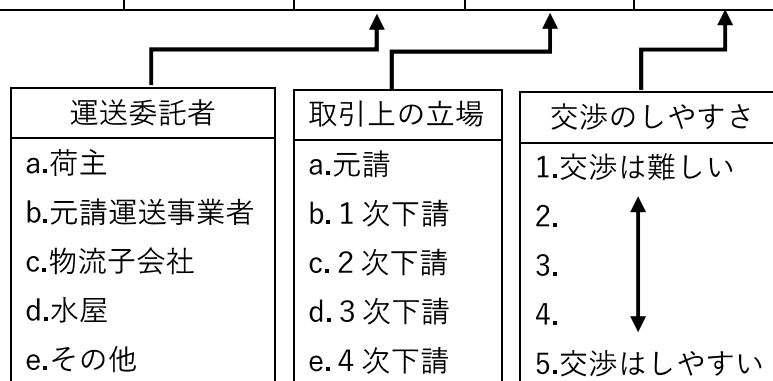 運送委託者
a.荷主
b.元請運送事業者
c.物流子会社
d.水屋
e.その他
取引上の立場
a.元請
b.1次下請
c.2次下請
d.3次下請
e.4次下請
交渉のしやすさ
1.交渉は難しい
2.
3.
4.
5.交渉はしやすい